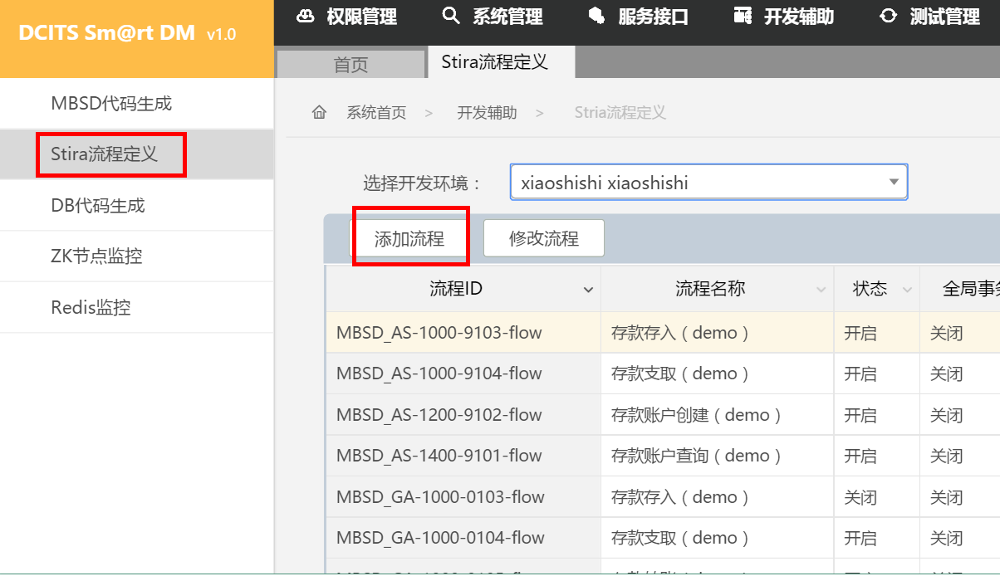 DCITS Sm@rt DM v1.0
权限管理 系统管理 服务接口 开发辅助 测试管理
首页 Stira流程定义
MBSD代码生成
Stira流程定义
DB代码生成
ZK节点监控
Redis监控
系统首页 > 开发辅助 > Stria流程定义
选择开发环境： xiaoshishi xiaoshishi
添加流程 修改流程
流程ID 流程名称 状态 全局事务
MBSD_AS-1000-9103-flow 存款存入（demo） 开启 关闭
MBSD_AS-1000-9104-flow 存款支取（demo） 开启 关闭
MBSD_AS-1200-9102-flow 存款账户创建（demo） 开启 关闭
MBSD_AS-1400-9101-flow 存款账户查询（demo） 开启 关闭
MBSD_GA-1000-0103-flow 存款存入（demo） 关闭 关闭
MBSD_GA-1000-0104-flow 存款支取（demo） 开启 关闭